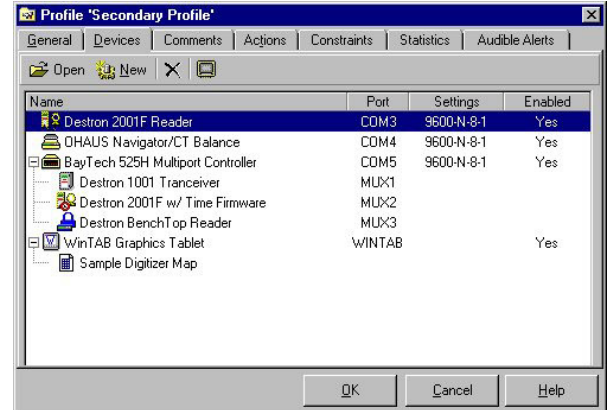 Profile 'Secondary Profile'
General Devices Comments Actions Constraints Statistics Audible Alerts
Open New
Name Port Settings Enabled
Destron 2001F Reader COM3 9600-N-8-1 Yes
OHAUS Navigator/CT Balance COM4 9600-N-8-1 Yes
BayTech 525H Multiport Controller COM5 9600-N-8-1 Yes
Destron 1001 Tranceiver MUX1
Destron 2001F w/ Time Firmware MUX2
Destron BenchTop Reader MUX3
WinTAB Graphics Tablet WINTAB Yes
Sample Digitizer Map
OK Cancel Help